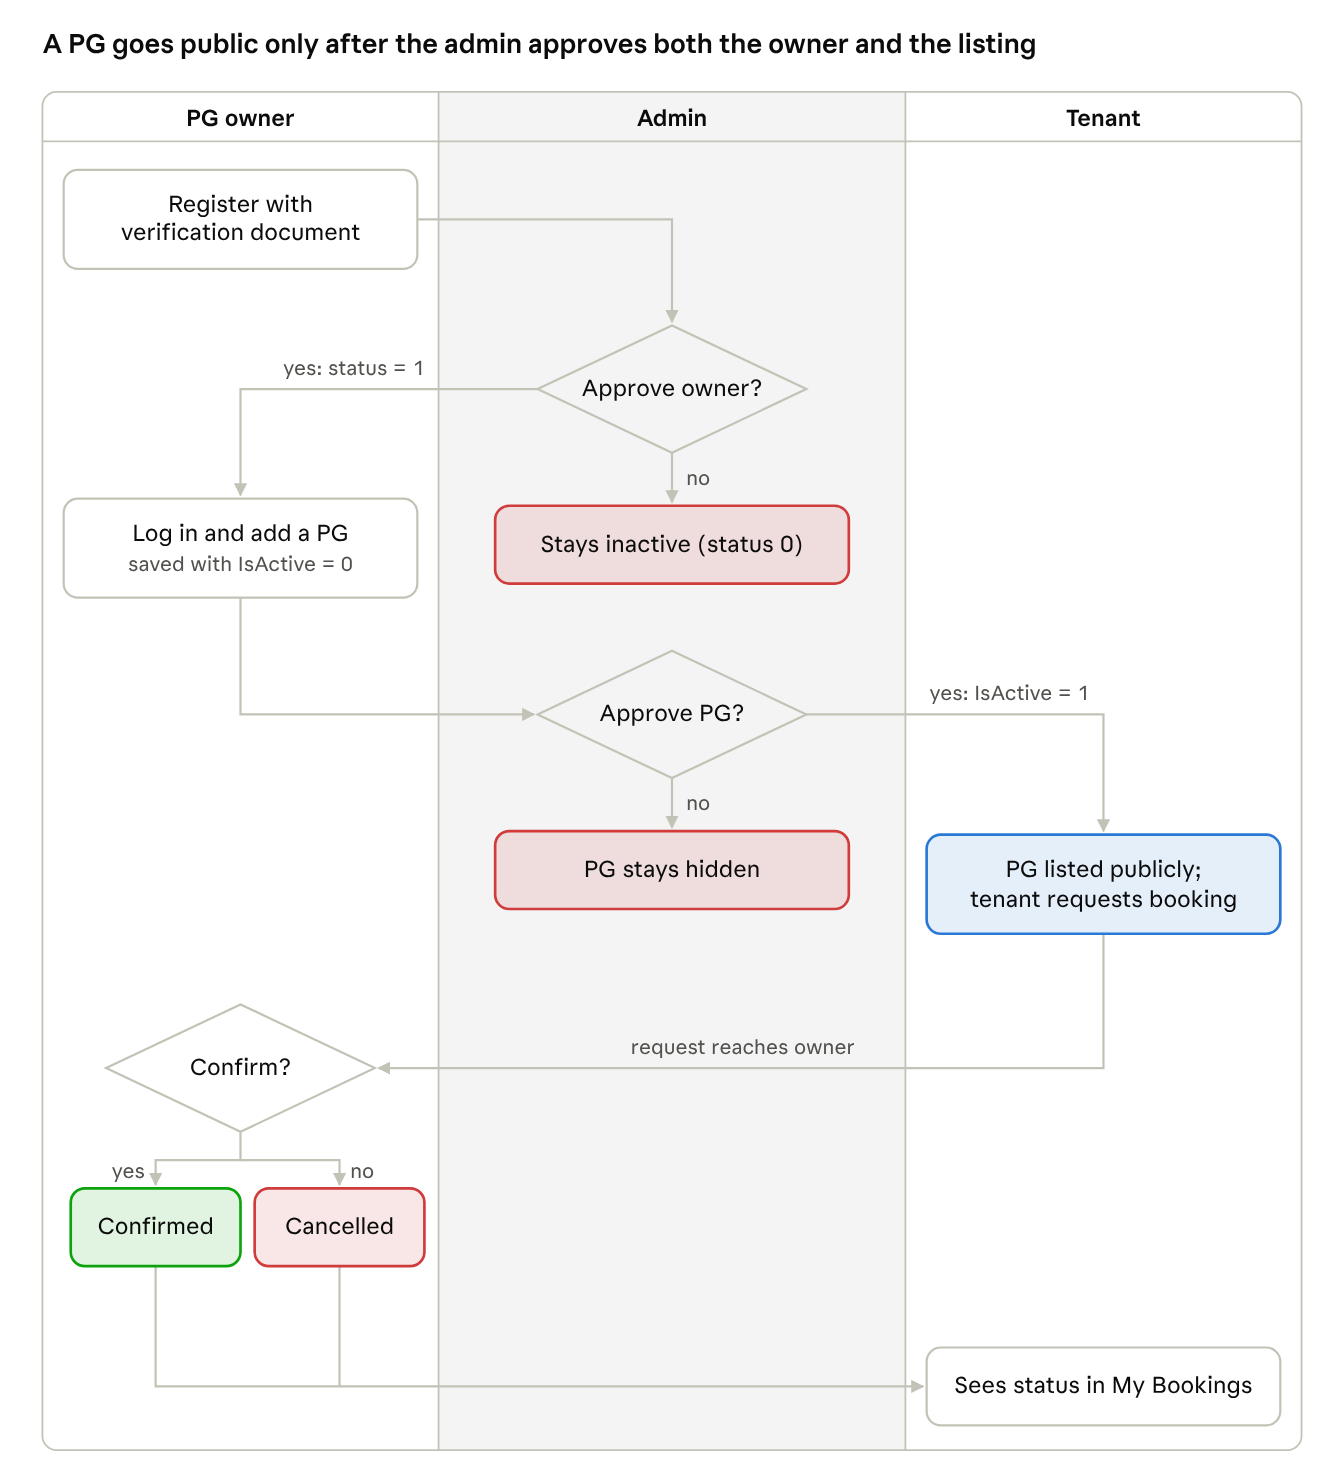 A PG goes public only after the admin approves both the owner and the listing
PG owner
Admin
Tenant
Register with
verification document
yes: status = 1
Approve owner?
no
Log in and add a PG
saved with IsActive = 0
Stays inactive (status 0)
Approve PG?
yes: IsActive = 1
no
PG stays hidden
PG listed publicly;
tenant requests booking
request reaches owner
Confirm?
yes
no
Confirmed
Cancelled
Sees status in My Bookings